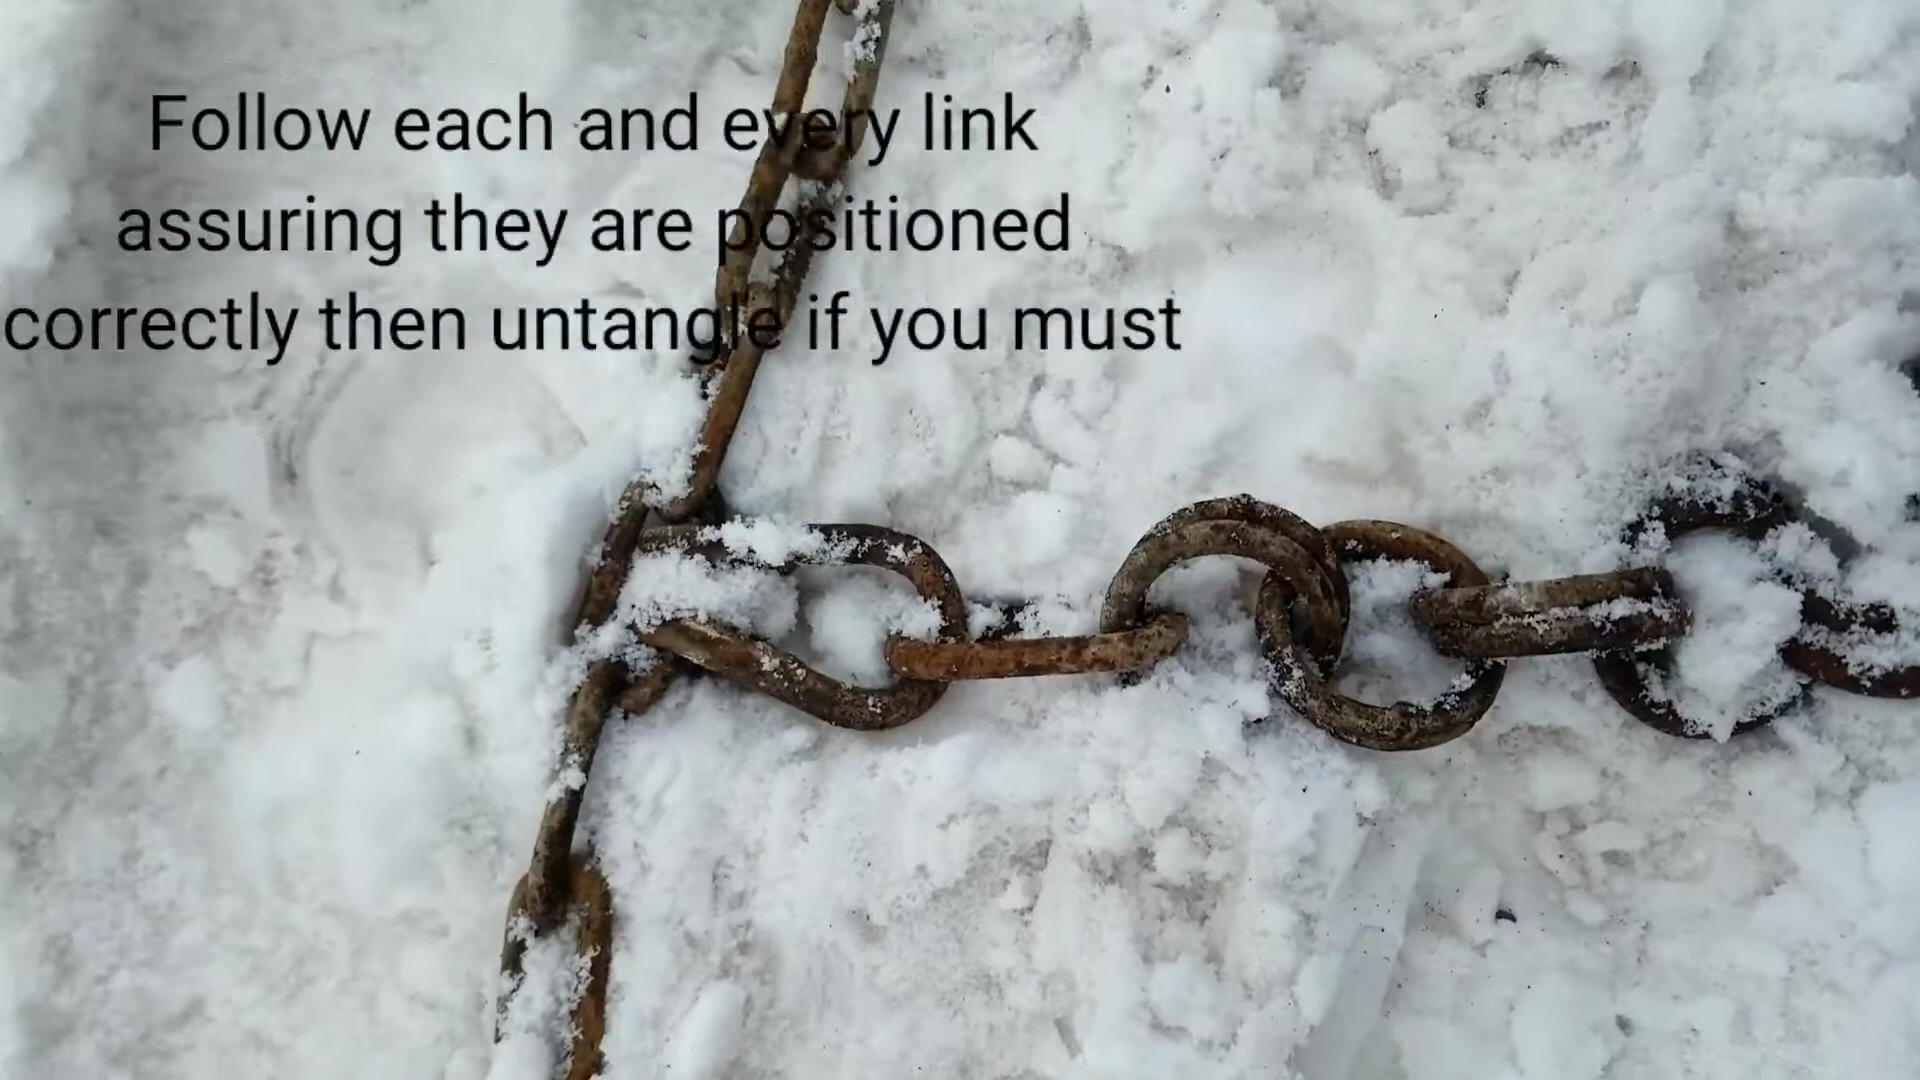 Follow each and every link
assuring they are positioned
correctly then untangle if you must